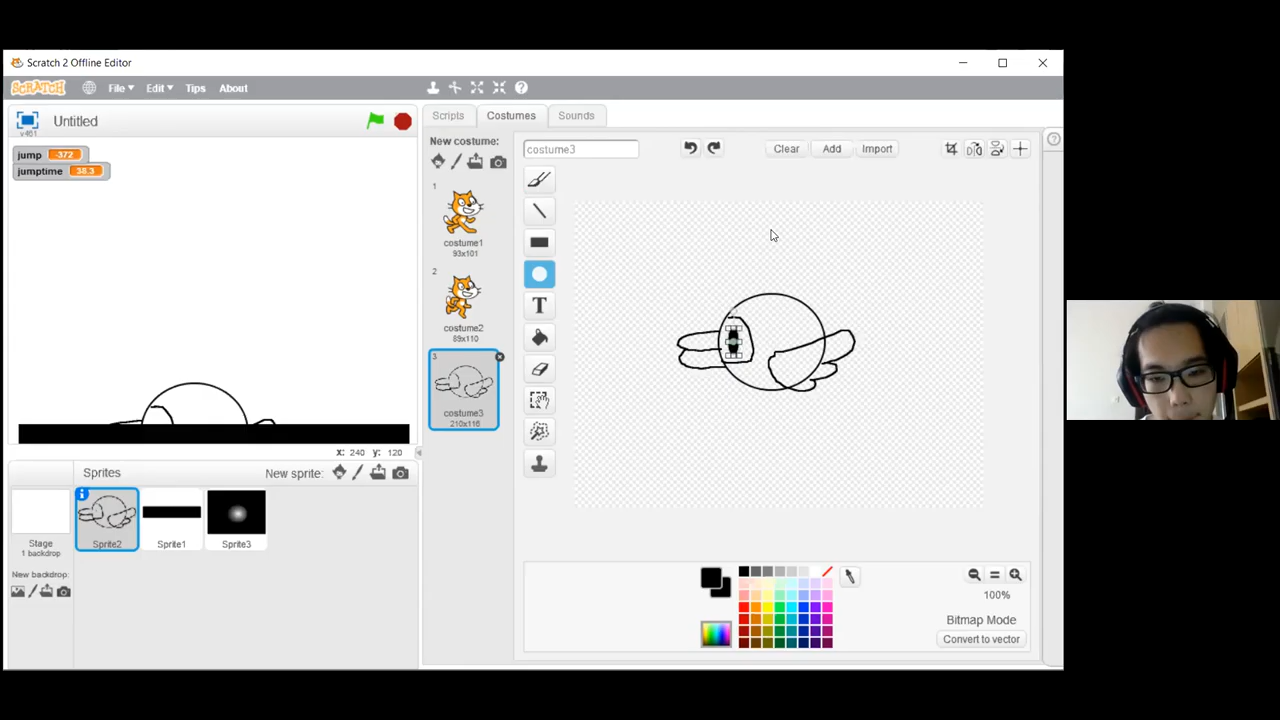 Scratch 2 Offline Editor
SCRATCH File Edit Tips About
Untitled
v461
jump -372
jumptime 38.3
x: 240 y: 120
Sprites New sprite:
Stage
1 backdrop
New backdrop:
Sprite2 Sprite1 Sprite3
Scripts Costumes Sounds
New costume:
1
costume1
93x101
2
costume2
89x110
3
costume3
210x116
costume3
Clear Add Import
T
100%
Bitmap Mode
Convert to vector